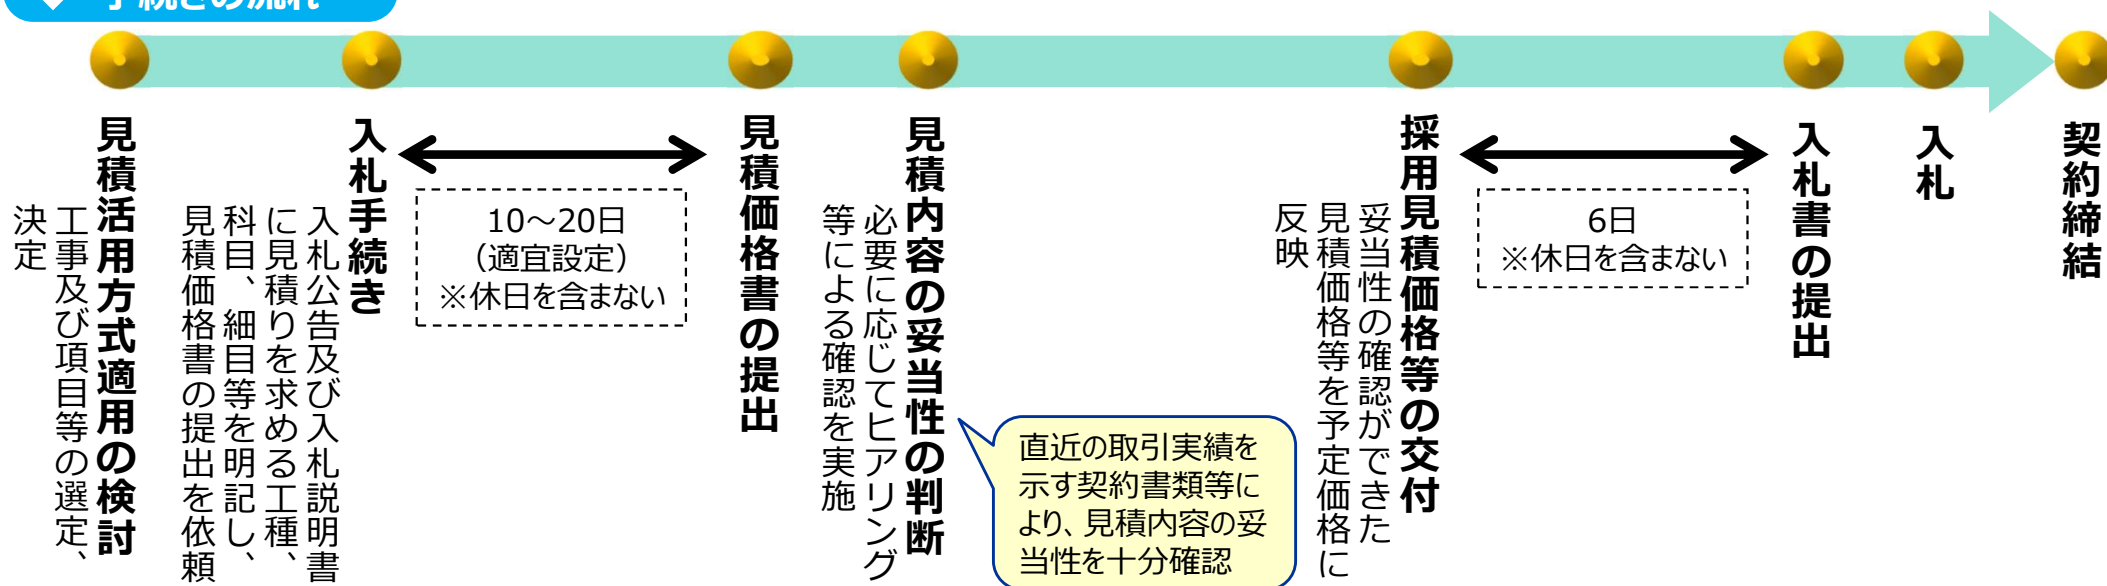 手続きの流れ
見積活用方式適用の検討
工事及び項目等の選定、
決定
入札手続き
入札公告及び入札説明書
に見積りを求める工種、
科目、細目等を明記し、
見積価格書の提出を依頼
10～20日
（適宜設定）
※休日を含まない
見積価格書の提出
見積内容の妥当性の判断
必要に応じてヒアリング
等による確認を実施
直近の取引実績を
示す契約書類等に
より、見積内容の妥
当性を十分確認
採用見積価格等の交付
妥当性の確認ができた
見積価格等を予定価格に
反映
6日
※休日を含まない
入札書の提出
入札
契約締結